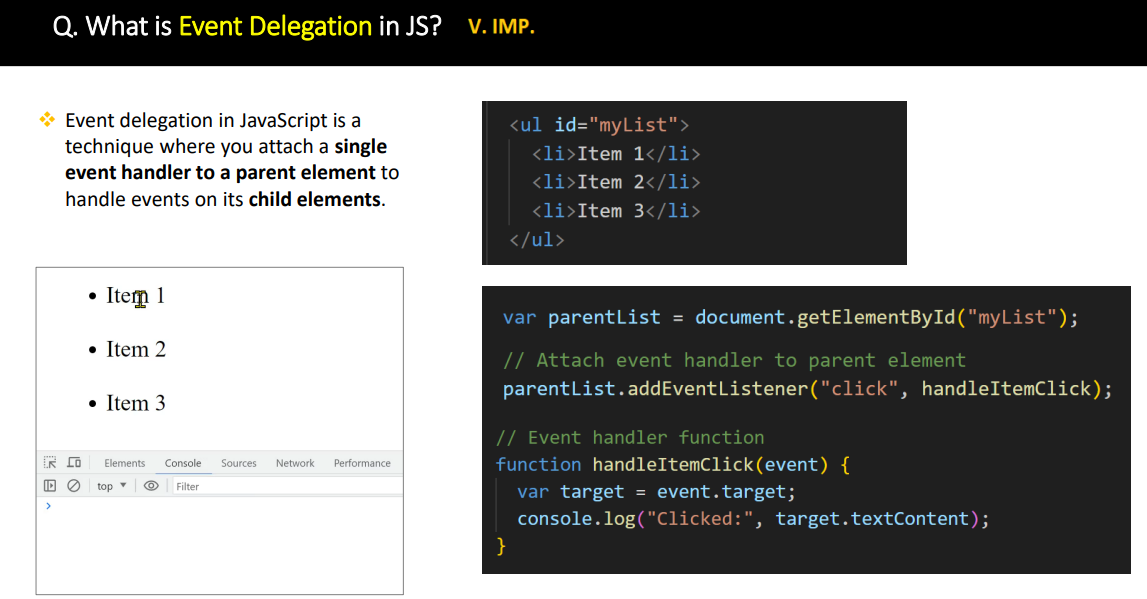 Q. What is Event Delegation in JS? V. IMP.
Event delegation in JavaScript is a
technique where you attach a single
event handler to a parent element to
handle events on its child elements.
<ul id="myList">
<li>Item 1</li>
<li>Item 2</li>
<li>Item 3</li>
</ul>
• Item 1
• Item 2
• Item 3
Elements Console Sources Network Performance
top Filter
>
var parentList = document.getElementById("myList");
// Attach event handler to parent element
parentList.addEventListener("click", handleItemClick);
// Event handler function
function handleItemClick(event) {
var target = event.target;
console.log("Clicked:", target.textContent);
}